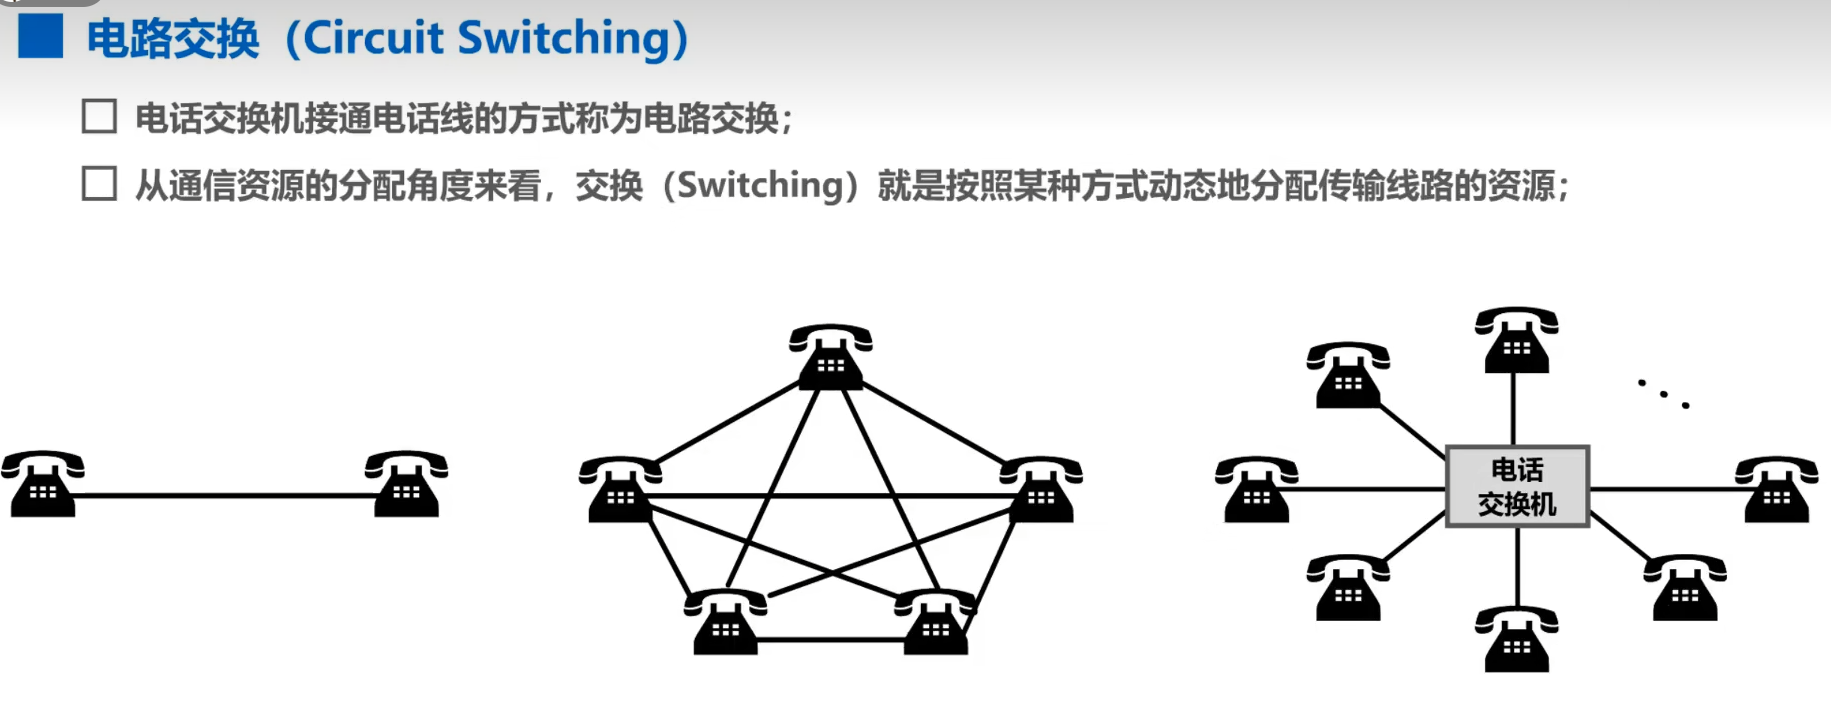 电路交换（Circuit Switching）
电话交换机接通电话线的方式称为电路交换；
从通信资源的分配角度来看，交换（Switching）就是按照某种方式动态地分配传输线路的资源；
电话
交换机